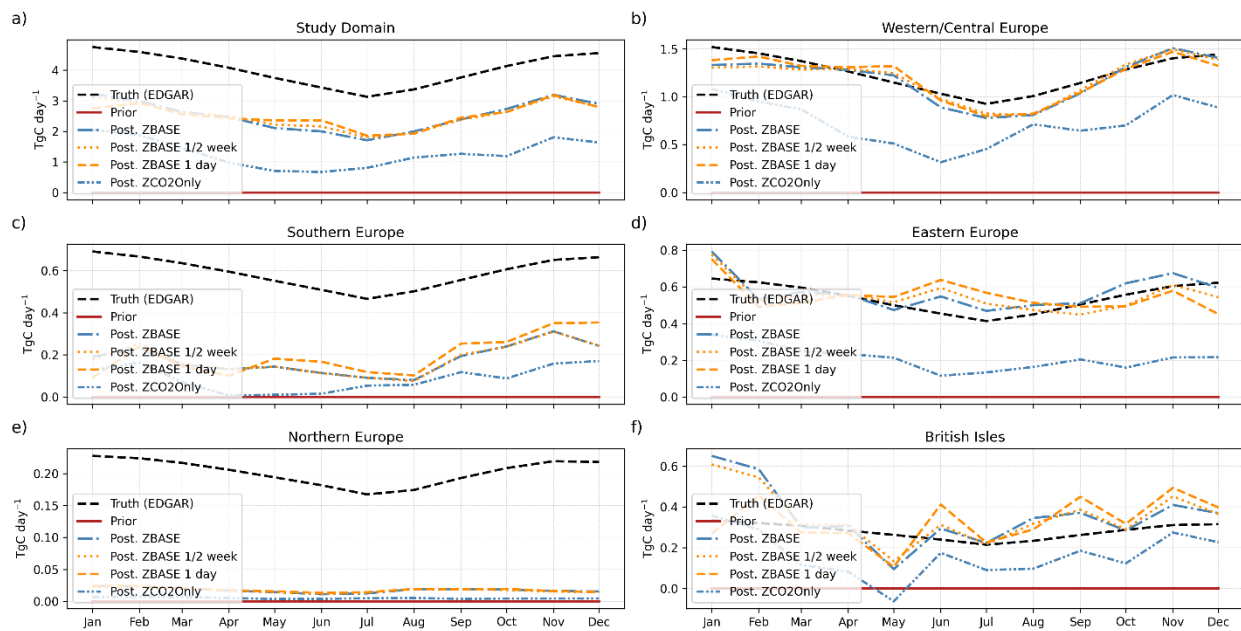 a)
Study Domain
TgC day⁻¹
4
3
2
1
0
Truth (EDGAR)
Prior
Post. ZBASE
Post. ZBASE 1/2 week
Post. ZBASE 1 day
Post. ZCO2Only
b)
Western/Central Europe
TgC day⁻¹
1.5
1.0
0.5
0.0
Truth (EDGAR)
Prior
Post. ZBASE
Post. ZBASE 1/2 week
Post. ZBASE 1 day
Post. ZCO2Only
c)
Southern Europe
TgC day⁻¹
0.6
0.4
0.2
0.0
Truth (EDGAR)
Prior
Post. ZBASE
Post. ZBASE 1/2 week
Post. ZBASE 1 day
Post. ZCO2Only
d)
Eastern Europe
TgC day⁻¹
0.8
0.6
0.4
0.2
0.0
Truth (EDGAR)
Prior
Post. ZBASE
Post. ZBASE 1/2 week
Post. ZBASE 1 day
Post. ZCO2Only
e)
Northern Europe
TgC day⁻¹
0.20
0.15
0.10
0.05
0.00
Truth (EDGAR)
Prior
Post. ZBASE
Post. ZBASE 1/2 week
Post. ZBASE 1 day
Post. ZCO2Only
Jan Feb Mar Apr May Jun Jul Aug Sep Oct Nov Dec
f)
British Isles
TgC day⁻¹
0.6
0.4
0.2
0.0
Truth (EDGAR)
Prior
Post. ZBASE
Post. ZBASE 1/2 week
Post. ZBASE 1 day
Post. ZCO2Only
Jan Feb Mar Apr May Jun Jul Aug Sep Oct Nov Dec